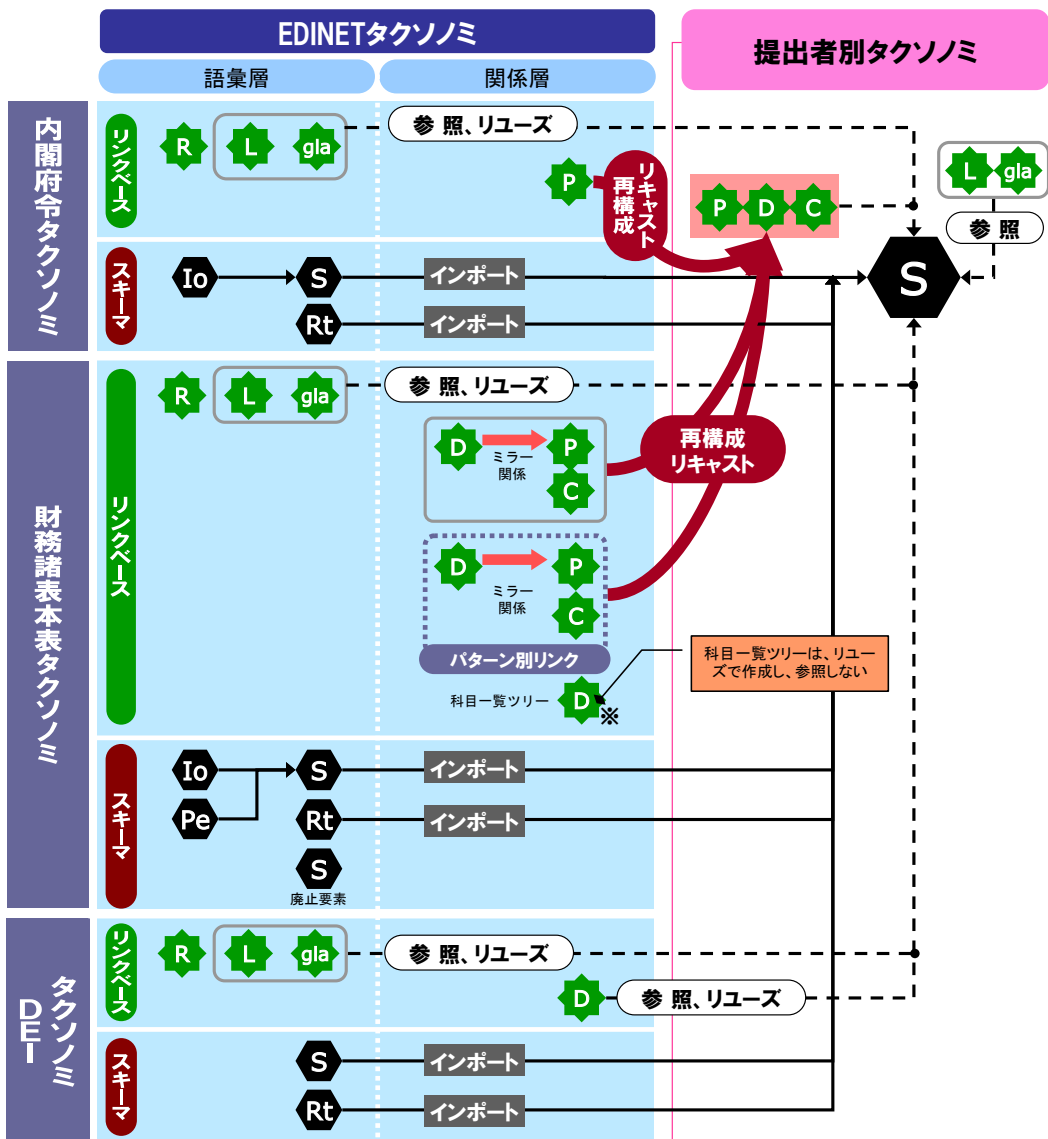 EDINETタクソノミ
提出者別タクソノミ
語彙層
関係層
内閣府令タクソノミ
リンクベース
R
L
gla
参 照、リユーズ
P
リキャスト
再構成
P
D
C
L
gla
参 照
S
スキーマ
Io
S
インポート
Rt
インポート
財務諸表本表タクソノミ
リンクベース
R
L
gla
参 照、リユーズ
D
ミラー
関係
P
C
再構成
リキャスト
D
ミラー
関係
P
C
パターン別リンク
科目一覧ツリー
D
※
科目一覧ツリーは、リユー
ズで作成し、参照しない
スキーマ
Io
S
インポート
Pe
Rt
インポート
S
廃止要素
タクソノミ
DEI
リンクベース
R
L
gla
参 照、リユーズ
D
参 照、リユーズ
スキーマ
S
インポート
Rt
インポート